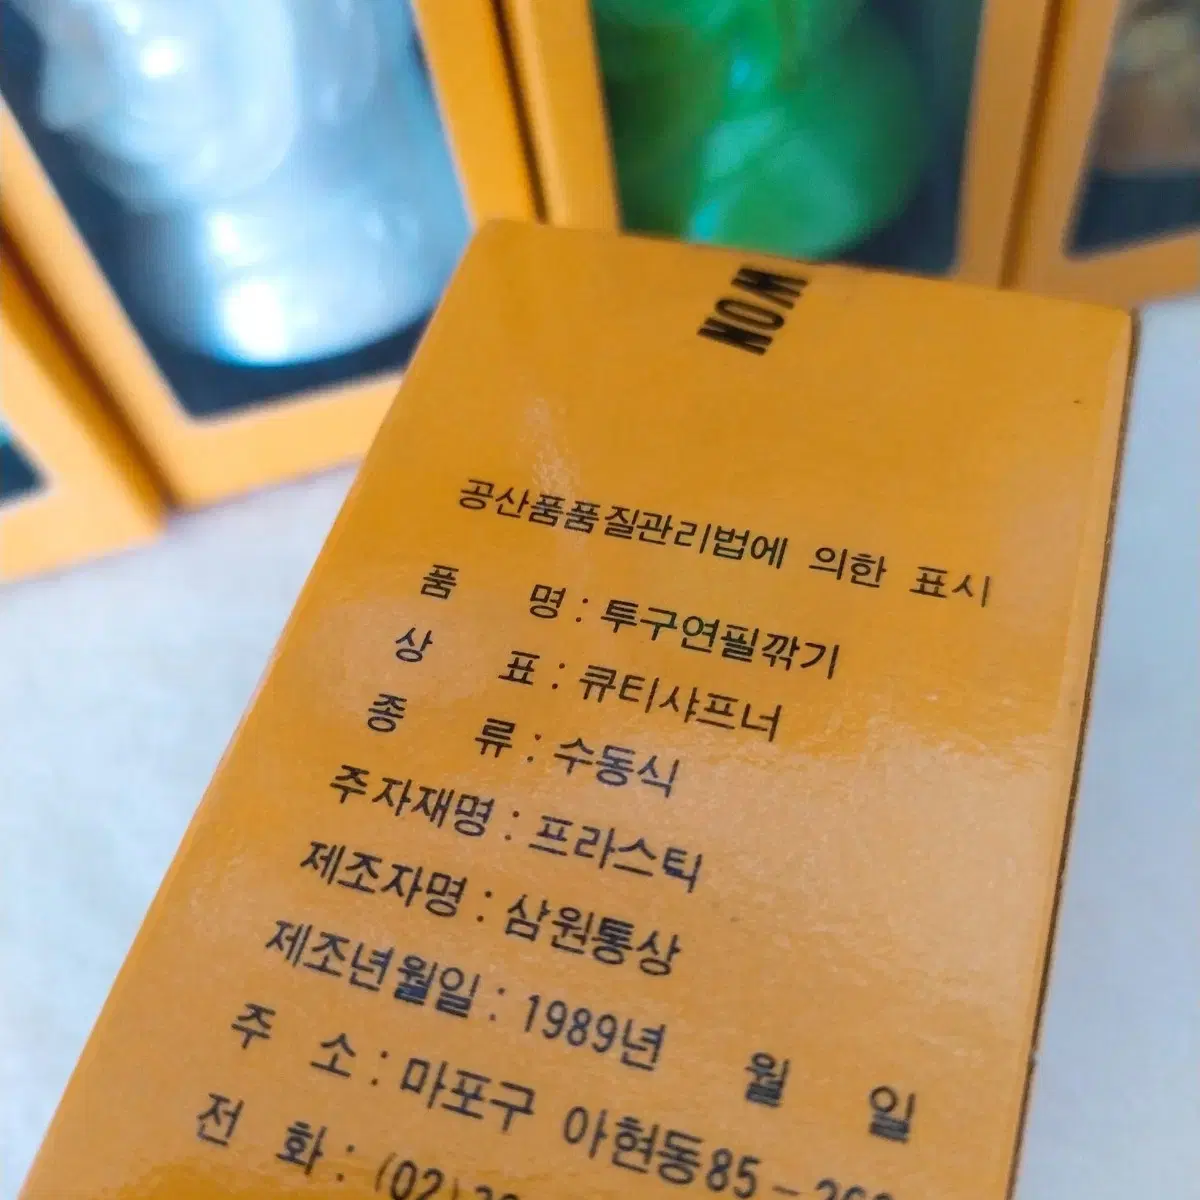 WON
공산품품질관리법에 의한 표시
품 명 : 투구연필깎기
상 표 : 큐티샤프너
종 류 : 수동식
주자재명 : 프라스틱
제조자명 : 삼원통상
제조년월일 : 1989년 월 일
주 소 : 마포구 아현동85-
전 화 : (02)